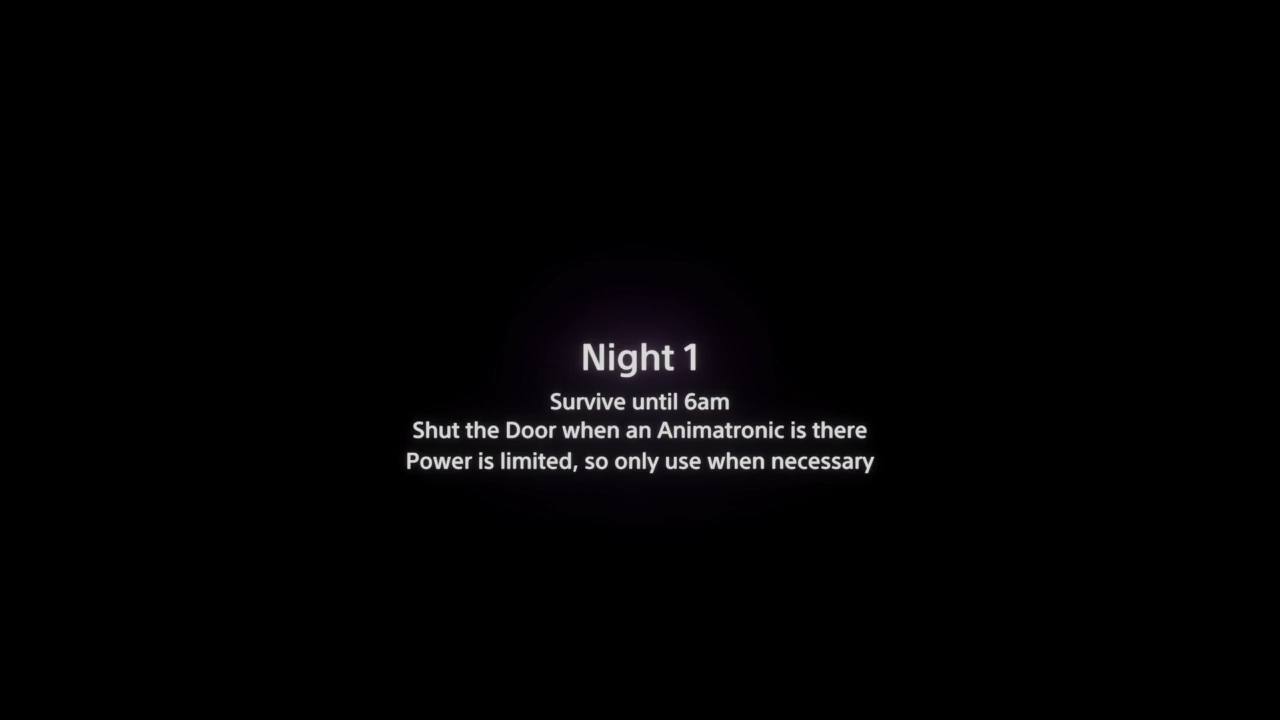 Night 1
Survive until 6am
Shut the Door when an Animatronic is there
Power is limited, so only use when necessary